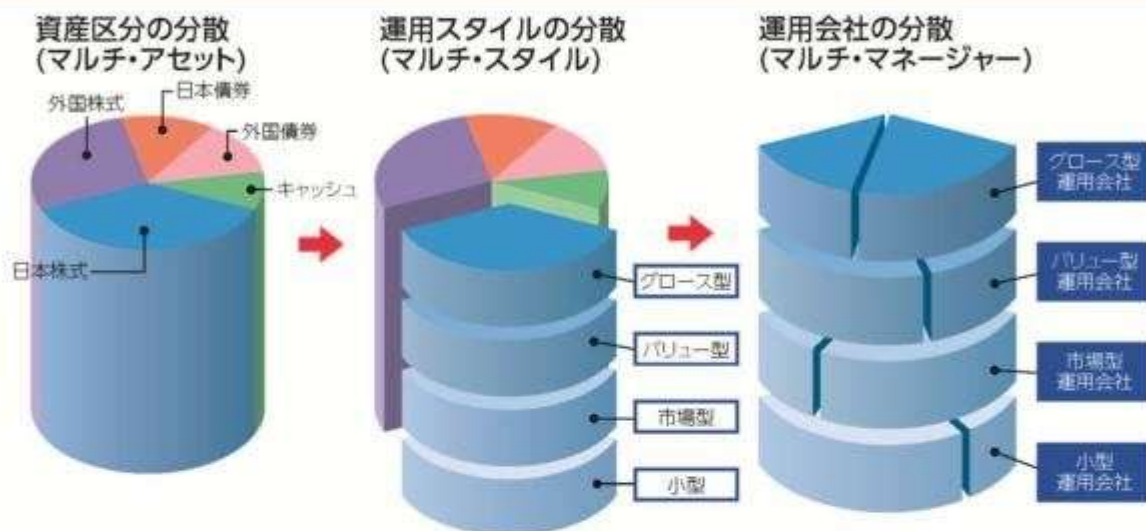 資産区分の分散
(マルチ・アセット)
外国株式
日本債券
外国債券
キャッシュ
日本株式
運用スタイルの分散
(マルチ・スタイル)
グロース型
バリュー型
市場型
小型
運用会社の分散
(マルチ・マネージャー)
グロース型
運用会社
バリュー型
運用会社
市場型
運用会社
小型
運用会社